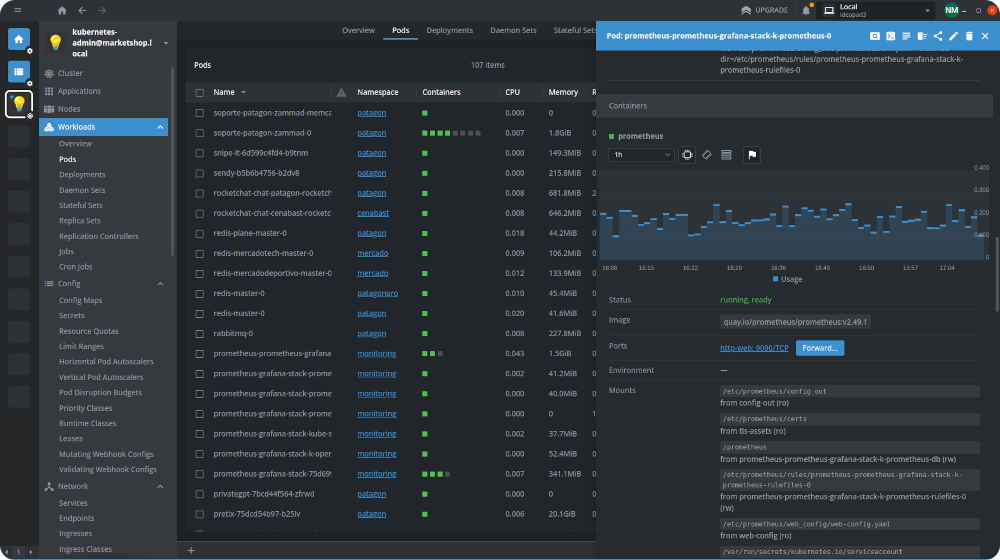 UPGRADE
Local
ideapad3
NM
kubernetes-
admin@marketshop.l
ocal
Cluster
Applications
Nodes
Workloads
Overview
Pods
Deployments
Daemon Sets
Stateful Sets
Replica Sets
Replication Controllers
Jobs
Cron Jobs
Config
Config Maps
Secrets
Resource Quotas
Limit Ranges
Horizontal Pod Autoscalers
Vertical Pod Autoscalers
Pod Disruption Budgets
Priority Classes
Runtime Classes
Leases
Mutating Webhook Configs
Validating Webhook Configs
Network
Services
Endpoints
Ingresses
Ingress Classes
1
Overview Pods Deployments Daemon Sets Stateful Sets
Pods 107 items
Name Namespace Containers CPU Memory
soporte-patagon-zammad-memca patagon 0.000 0
soporte-patagon-zammad-0 patagon 0.007 1.8GiB
snipe-it-6d599c4fd4-b9tnm patagon 0.000 149.3MiB
sendy-b5b6b4756-b2dv8 patagon 0.000 215.8MiB
rocketchat-chat-patagon-rocketch patagon 0.008 681.8MiB
rocketchat-chat-cenabast-rocketc cenabast 0.008 646.2MiB
redis-plane-master-0 patagon 0.018 44.2MiB
redis-mercadotech-master-0 mercado 0.009 106.2MiB
redis-mercadodeportivo-master-0 mercado 0.012 133.9MiB
redis-master-0 patagonpro 0.010 45.4MiB
redis-master-0 patagon 0.020 41.6MiB
rabbitmq-0 patagon 0.008 227.8MiB
prometheus-prometheus-grafana monitoring 0.043 1.5GiB
prometheus-grafana-stack-prome monitoring 0.002 41.2MiB
prometheus-grafana-stack-prome monitoring 0.000 40.0MiB
prometheus-grafana-stack-prome monitoring 0.000 0
prometheus-grafana-stack-kube-s monitoring 0.002 37.7MiB
prometheus-grafana-stack-k-oper monitoring 0.000 52.4MiB
prometheus-grafana-stack-75d69 monitoring 0.007 341.1MiB
privategpt-7bcd44f564-zfrwd patagon 0.000 0
pretix-75dcd54b97-b25lv patagon 0.006 20.1GiB
+
Pod: prometheus-prometheus-grafana-stack-k-prometheus-0
dir=/etc/prometheus/rules/prometheus-prometheus-grafana-stack-k-
prometheus-rulefiles-0
Containers
prometheus
1h
0.400
0.300
0.200
0.100
0
18:08 18:15 18:22 18:29 18:36 18:43 18:50 18:57 17:04
Usage
Status running, ready
Image quay.io/prometheus/prometheus:v2.49.1
Ports http-web: 9090/TCP Forward...
Environment —
Mounts /etc/prometheus/config_out
from config-out (ro)
/etc/prometheus/certs
from tls-assets (ro)
/prometheus
from prometheus-prometheus-grafana-stack-k-prometheus-db (rw)
/etc/prometheus/rules/prometheus-prometheus-grafana-stack-k-
prometheus-rulefiles-0
from prometheus-prometheus-grafana-stack-k-prometheus-rulefiles-0
(rw)
/etc/prometheus/web_config/web-config.yaml
from web-config (ro)
/var/run/secrets/kubernetes.io/serviceaccount